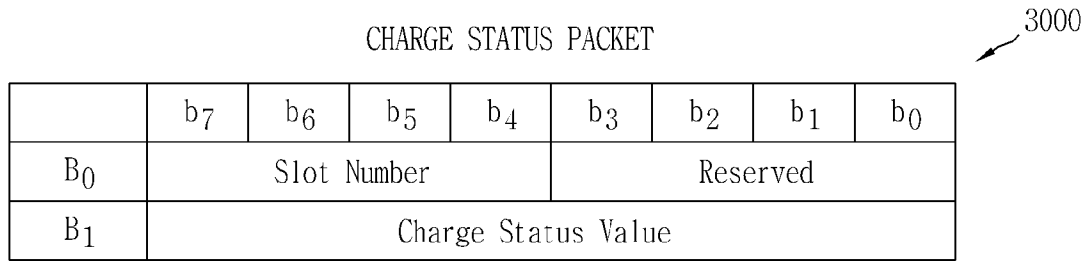 3000
CHARGE STATUS PACKET
b7 b6 b5 b4 b3 b2 b1 b0
B0 Slot Number Reserved
B1 Charge Status Value